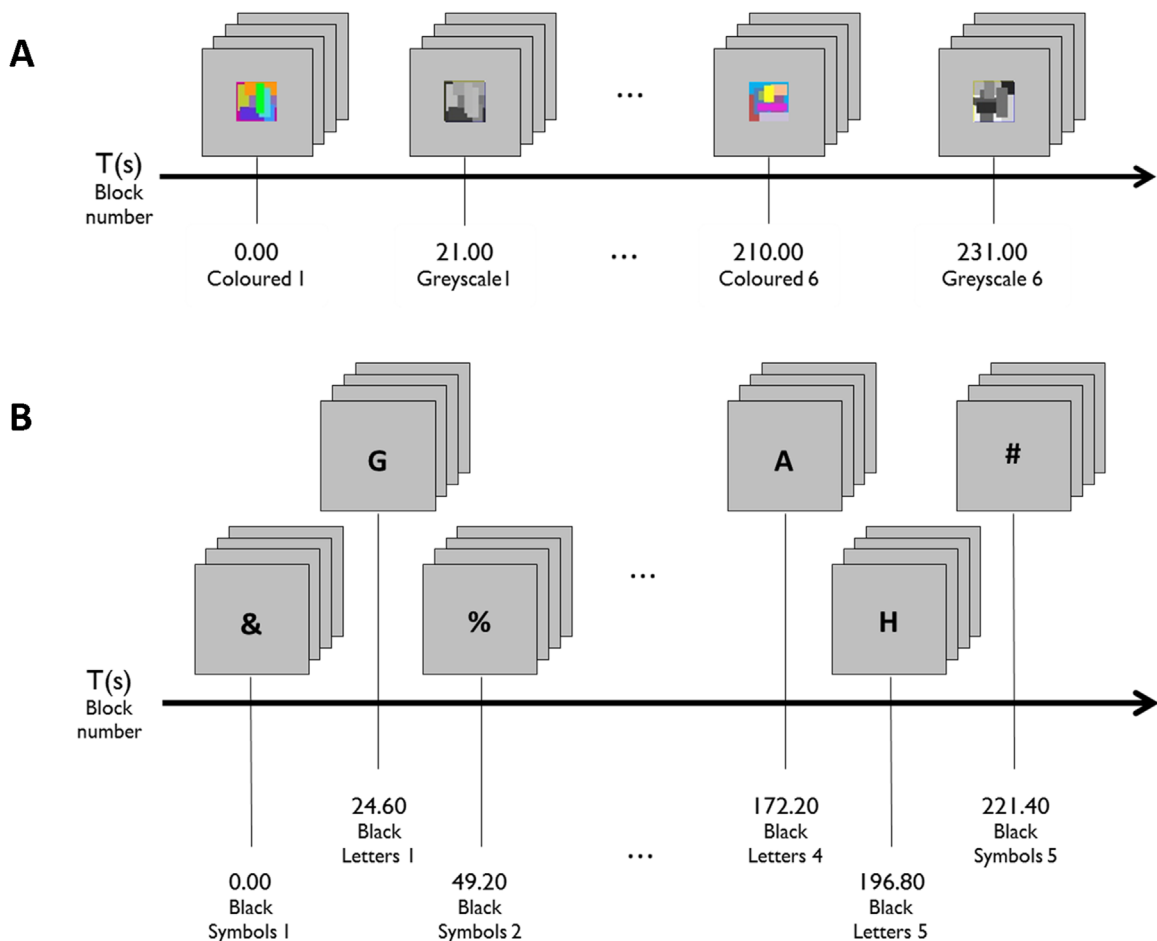 A
...
T(s)
Block
number
0.00
Coloured 1
21.00
Greyscale1
...
210.00
Coloured 6
231.00
Greyscale 6
B
G
A
#
&
%
...
H
T(s)
Block
number
24.60
Black
Letters 1
172.20
Black
Letters 4
221.40
Black
Symbols 5
0.00
Black
Symbols 1
49.20
Black
Symbols 2
...
196.80
Black
Letters 5